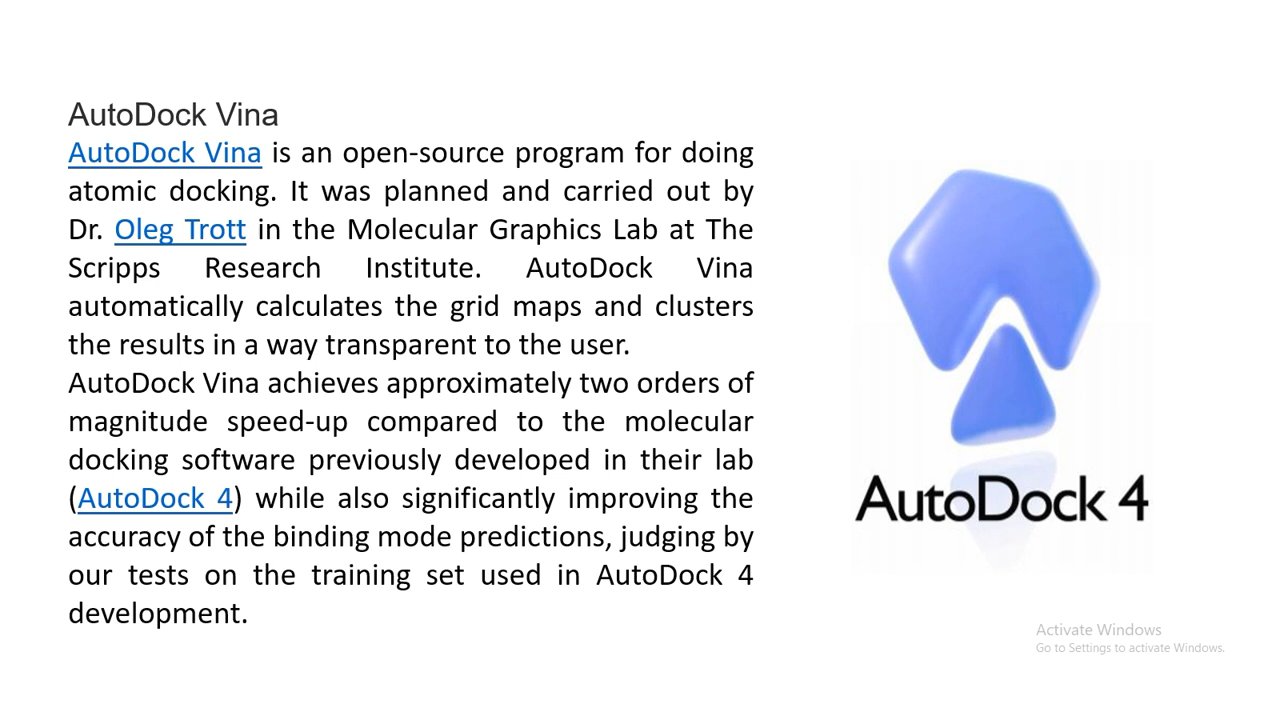 AutoDock Vina
AutoDock Vina is an open-source program for doing
atomic docking. It was planned and carried out by
Dr. Oleg Trott in the Molecular Graphics Lab at The
Scripps Research Institute. AutoDock Vina
automatically calculates the grid maps and clusters
the results in a way transparent to the user.
AutoDock Vina achieves approximately two orders of
magnitude speed-up compared to the molecular
docking software previously developed in their lab
(AutoDock 4) while also significantly improving the
accuracy of the binding mode predictions, judging by
our tests on the training set used in AutoDock 4
development.
AutoDock 4
Activate Windows
Go to Settings to activate Windows.